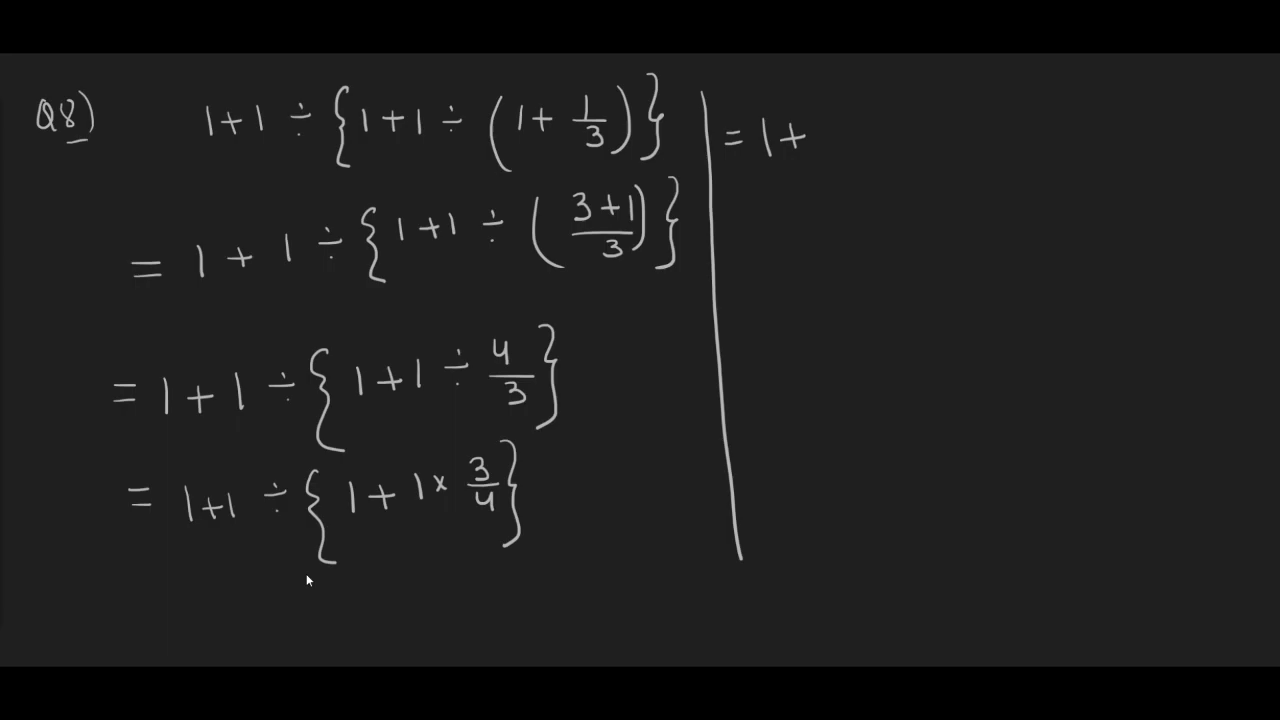 Q8) 1+1 ÷ {1+1 ÷ (1+ 1/3)}
= 1 + 1 ÷ {1+1 ÷ (3+1/3)}
= 1+1 ÷ {1+1 ÷ 4/3}
= 1+1 ÷ {1+1× 3/4}
= 1+